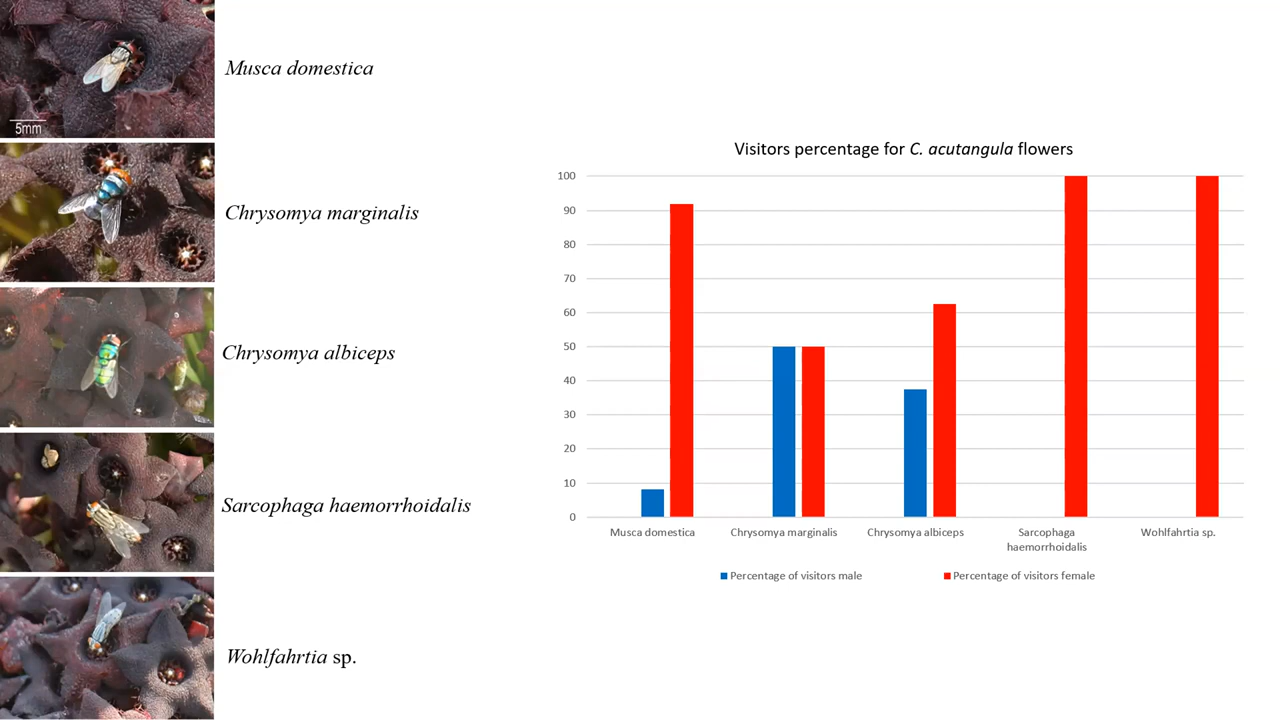 Musca domestica
5mm
Chrysomya marginalis
Chrysomya albiceps
Sarcophaga haemorrhoidalis
Wohlfahrtia sp.
Visitors percentage for C. acutangula flowers
100
90
80
70
60
50
40
30
20
10
0
Musca domestica
Chrysomya marginalis
Chrysomya albiceps
Sarcophaga
haemorrhoidalis
Wohlfahrtia sp.
Percentage of visitors male
Percentage of visitors female